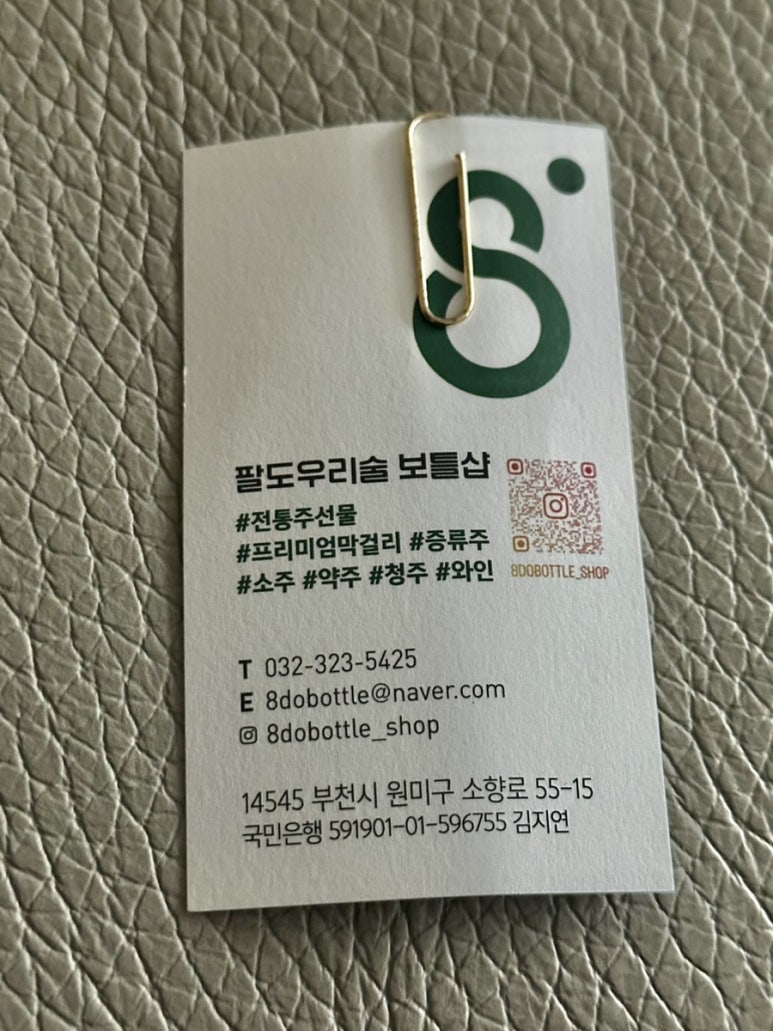 8°
팔도우리술 보틀샵
#전통주선물
#프리미엄막걸리 #증류주
#소주 #약주 #청주 #와인
8DOBOTTLE_SHOP
T 032-323-5425
E 8dobottle@naver.com
8dobottle_shop
14545 부천시 원미구 소향로 55-15
국민은행 591901-01-596755 김지연